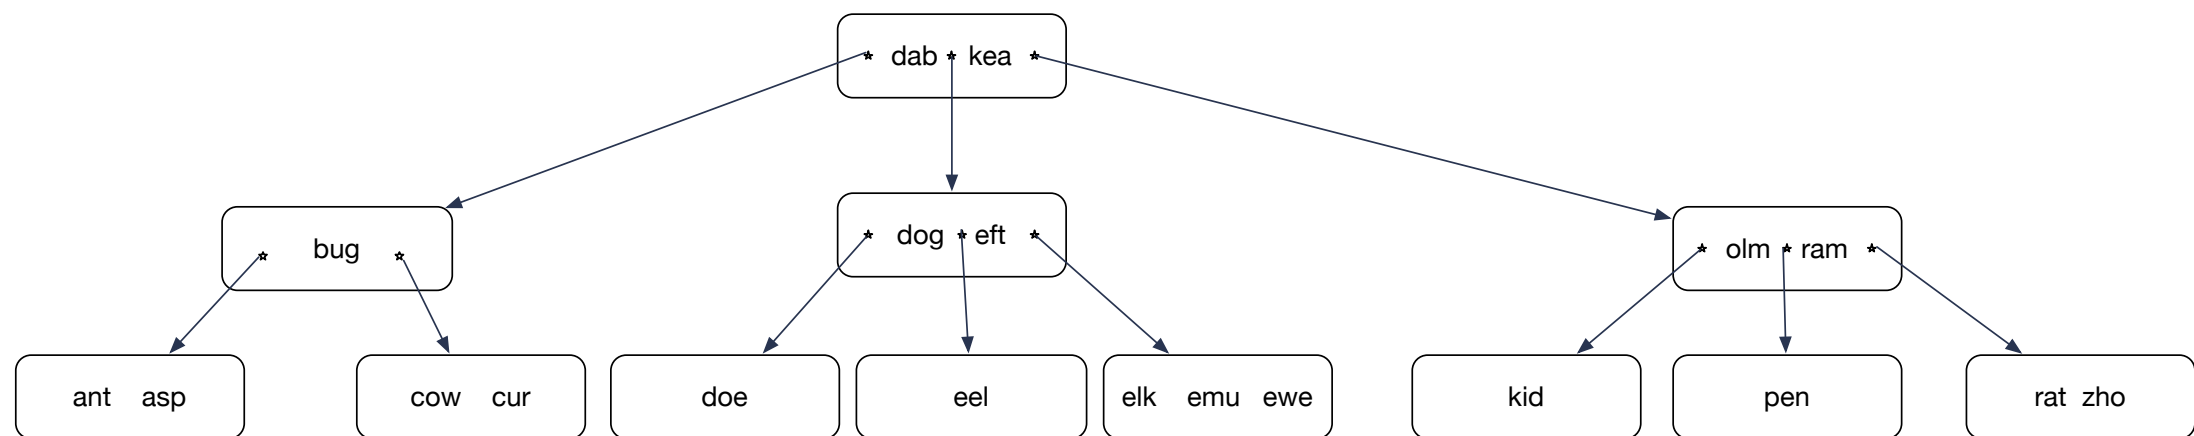 dab kea
bug
dog eft
olm ram
ant asp
cow cur
doe
eel
elk emu ewe
kid
pen
rat zho